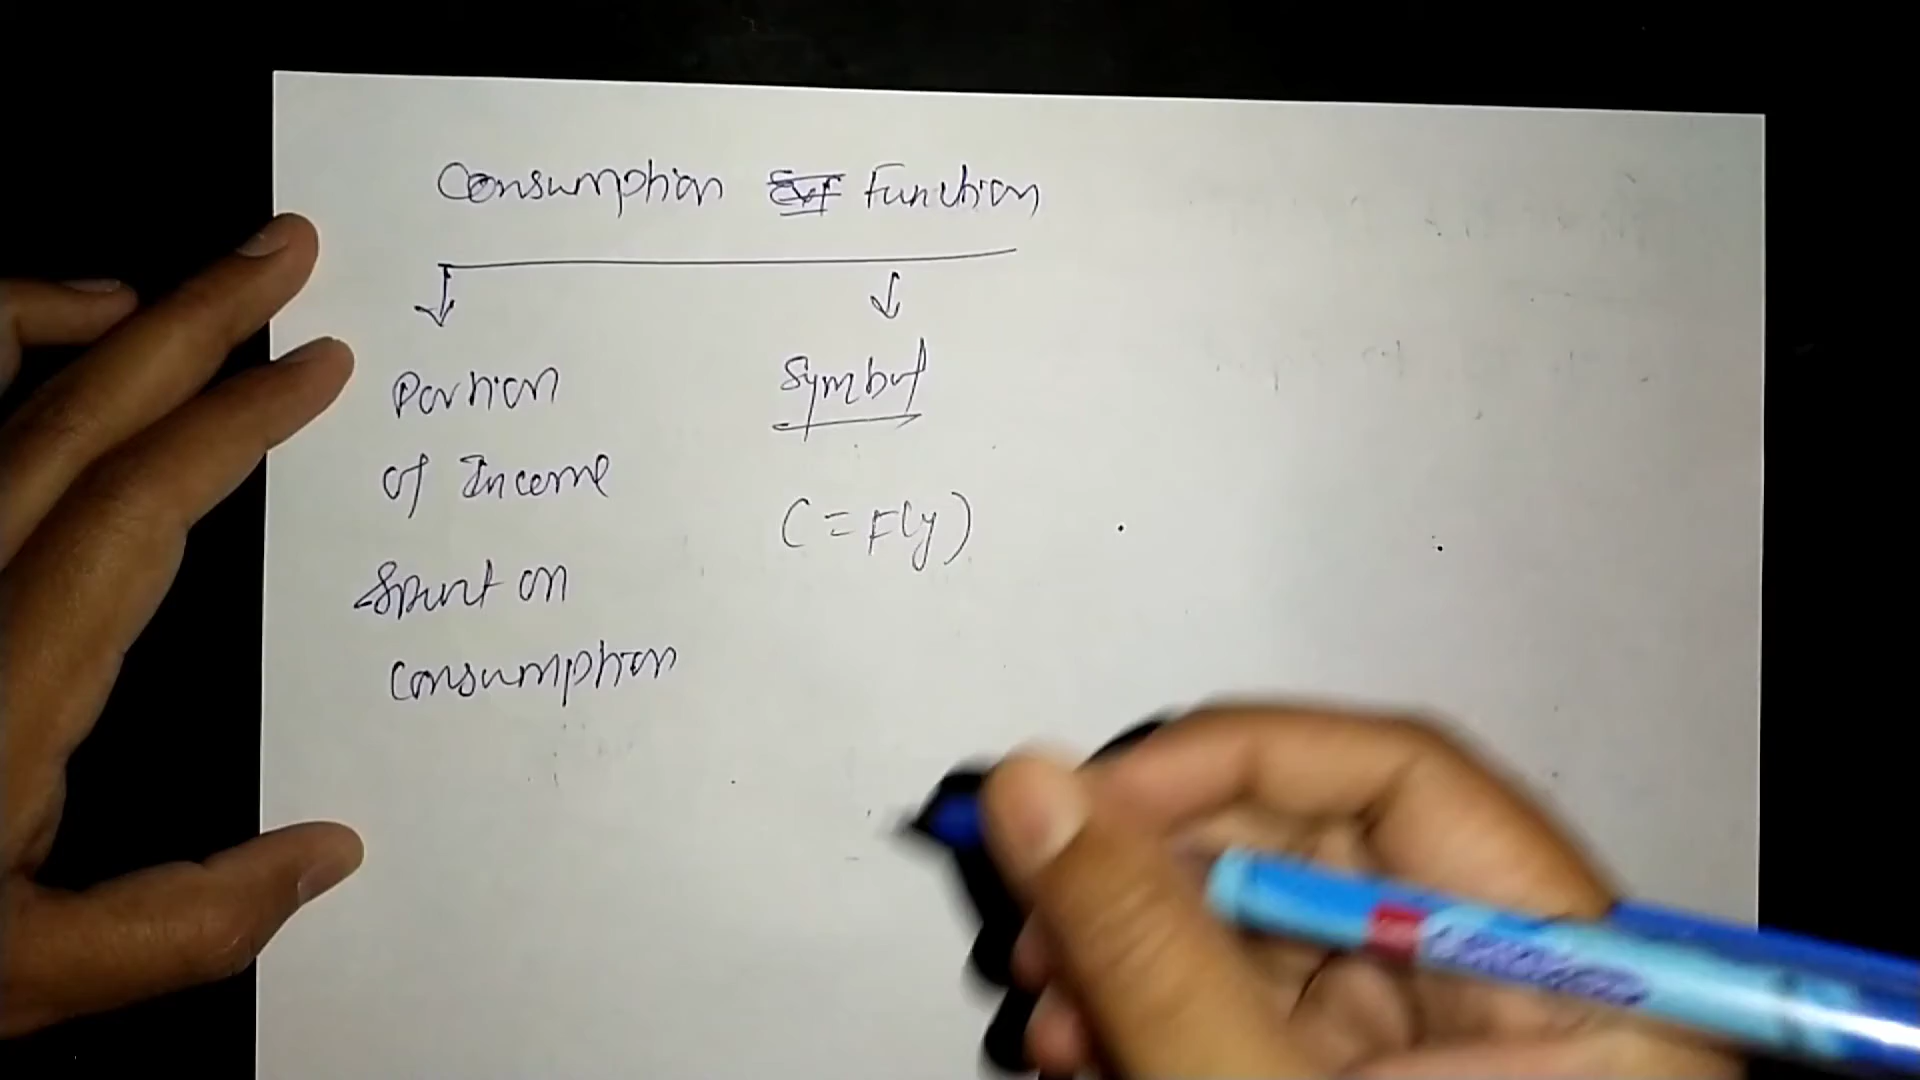 Consumption Function
Portion
of Income
Spent on
Consumption
Symbol
C = F(y)